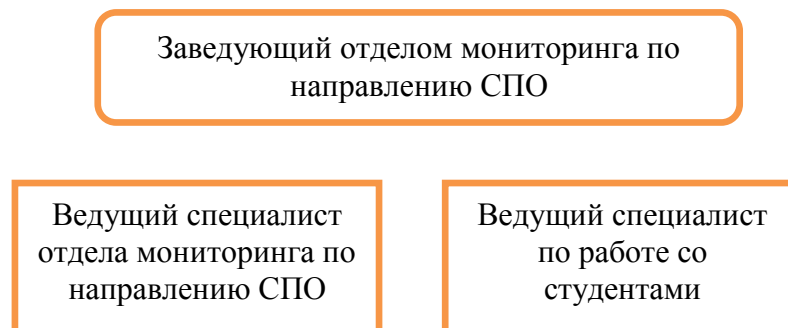 Заведующий отделом мониторинга по
направлению СПО
Ведущий специалист
отдела мониторинга по
направлению СПО
Ведущий специалист
по работе со
студентами